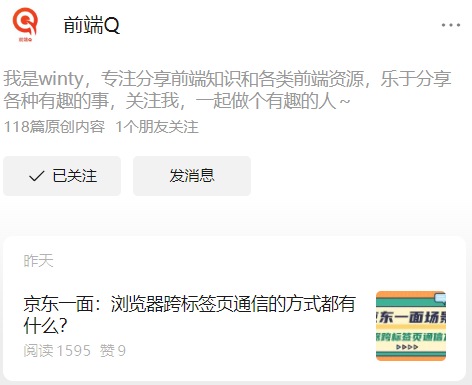 前端Q
前端Q
我是winty，专注分享前端知识和各类前端资源，乐于分享
各种有趣的事，关注我，一起做个有趣的人～
118篇原创内容 1个朋友关注
已关注 发消息
昨天
京东一面：浏览器跨标签页通信的方式都有
什么？
阅读 1595 赞 9
东一面场
跨标签页通信